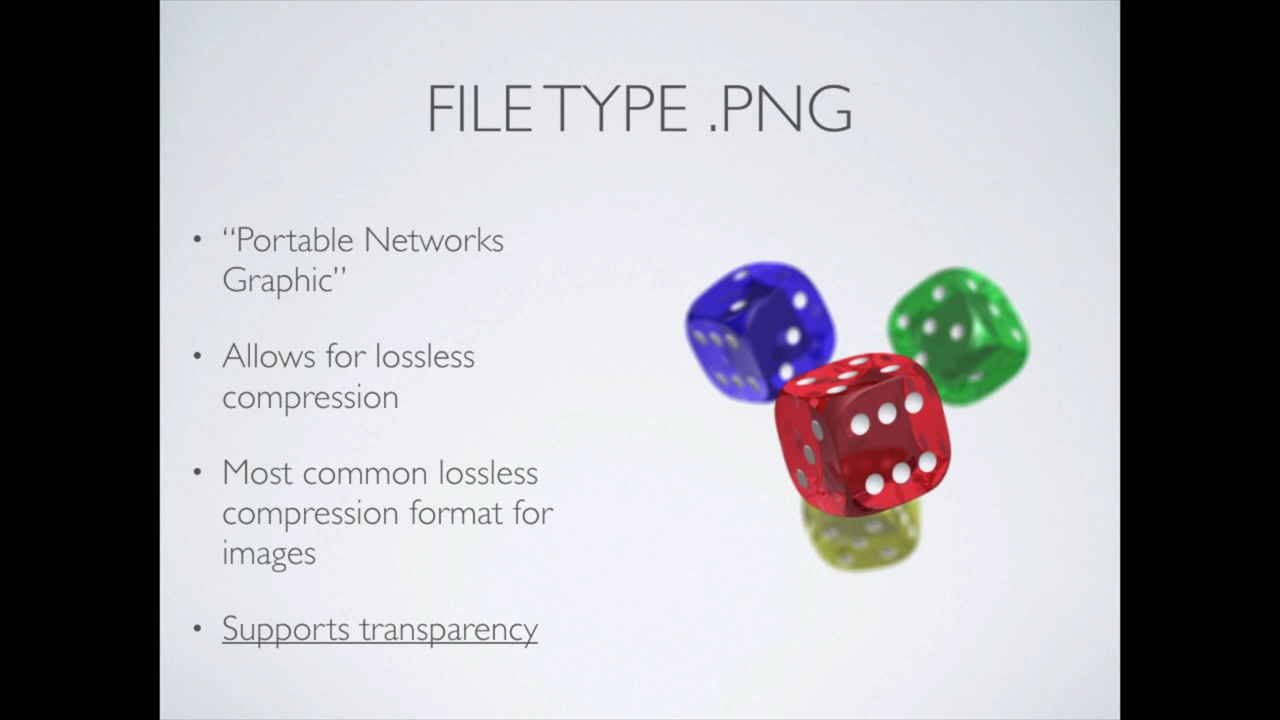 FILE TYPE .PNG
• “Portable Networks
Graphic”
• Allows for lossless
compression
• Most common lossless
compression format for
images
• Supports transparency